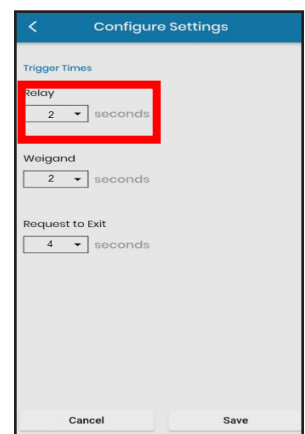 Configure Settings
Trigger Times
Relay
2 seconds
Weigand
2 seconds
Request to Exit
4 seconds
Cancel Save